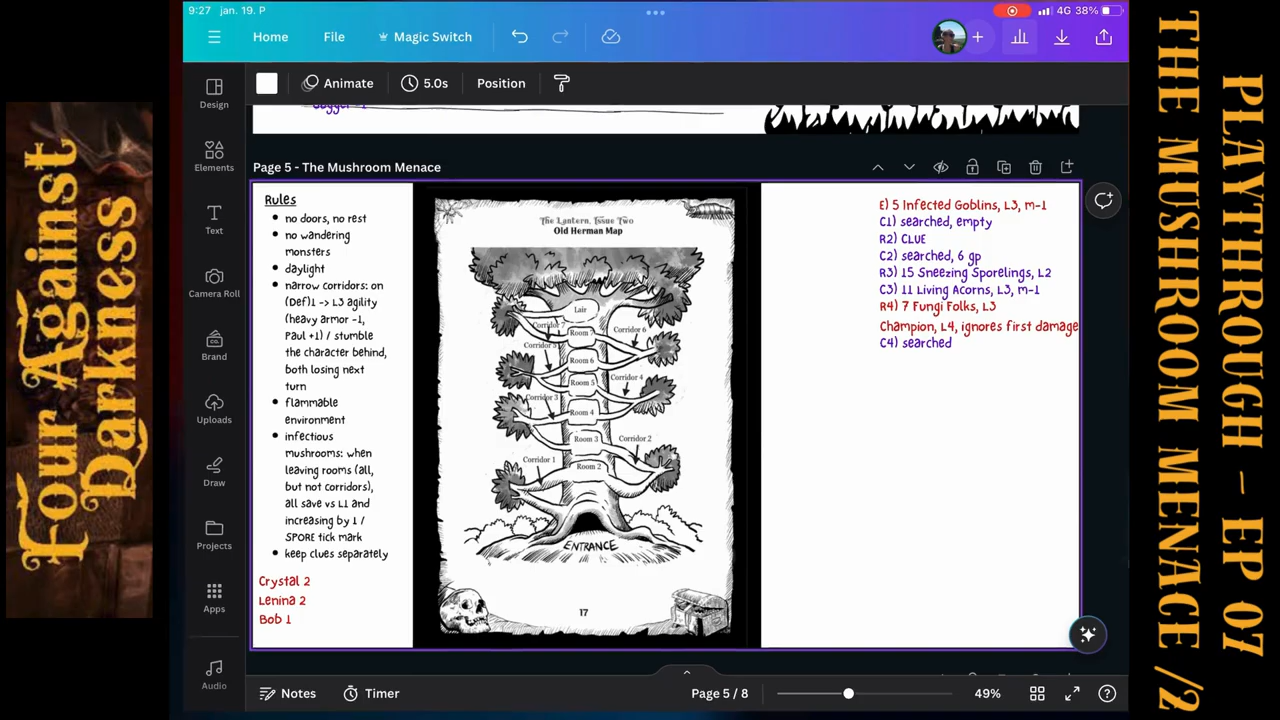 9:27 jan. 19. P
4G 38%
Home
File
Magic Switch
Animate
5.0s
Position
Design
Elements
Text
Camera Roll
Brand
Uploads
Draw
Projects
Apps
Audio
Page 5 - The Mushroom Menace
Rules
no doors, no rest
no wandering
monsters
daylight
narrow corridors: on
(Def)1 -> L3 agility
(heavy armor -1,
Paul +1) / stumble
the character behind,
both losing next
turn
flammable
environment
infectious
mushrooms: when
leaving rooms (all,
but not corridors),
all save vs L1 and
increasing by 1 /
SPORE tick mark
keep clues separately
Crystal 2
Lenina 2
Bob 1
The Lantern, Issue Two
Old Herman Map
Lair
Corridor 7
Room 7
Corridor 6
Corridor 5
Room 6
Room 5
Corridor 4
Corridor 3
Room 4
Room 3
Corridor 2
Corridor 1
Room 2
ENTRANCE
17
E) 5 Infected Goblins, L3, m-1
C1) searched, empty
R2) CLUE
C2) searched, 6 gp
R3) 15 Sneezing Sporelings, L2
C3) 11 Living Acorns, L3, m-1
R4) 7 Fungi Folks, L3
Champion, L4, ignores first damage
C4) searched
Notes
Timer
Page 5 / 8
49%
Four Against
Darkness
PLAYTHROUGH – EP 07
THE MUSHROOM MENACE /2